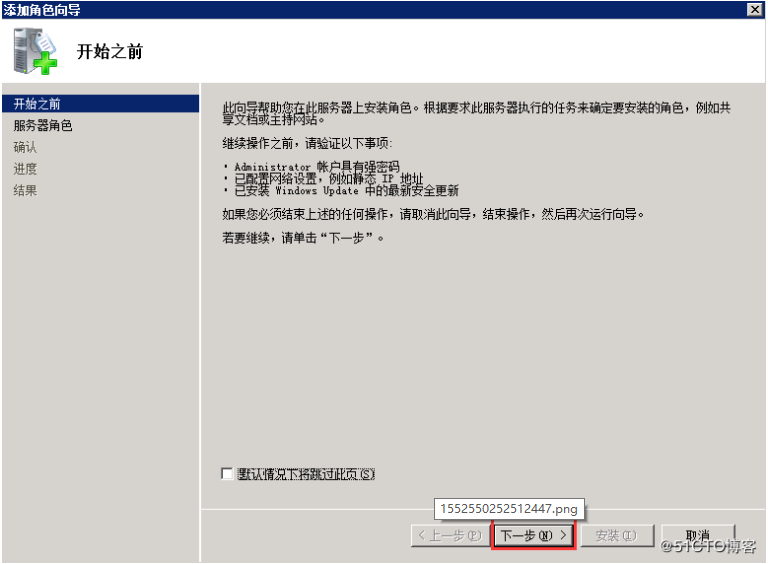 添加角色向导
开始之前
开始之前
服务器角色
确认
进度
结果
此向导帮助您在此服务器上安装角色。根据要求此服务器执行的任务来确定要安装的角色，例如共
享文档或主持网站。
继续操作之前，请验证以下事项:
· Administrator 帐户具有强密码
· 已配置网络设置，例如静态 IP 地址
· 已安装 Windows Update 中的最新安全更新
如果您必须结束上述的任何操作，请取消此向导，结束操作，然后再次运行向导。
若要继续，请单击“下一步”。
默认情况下将跳过此页(S)
1552550252512447.png
< 上一步(P)
下一步(N) >
安装(I)
取消
@51CTO博客